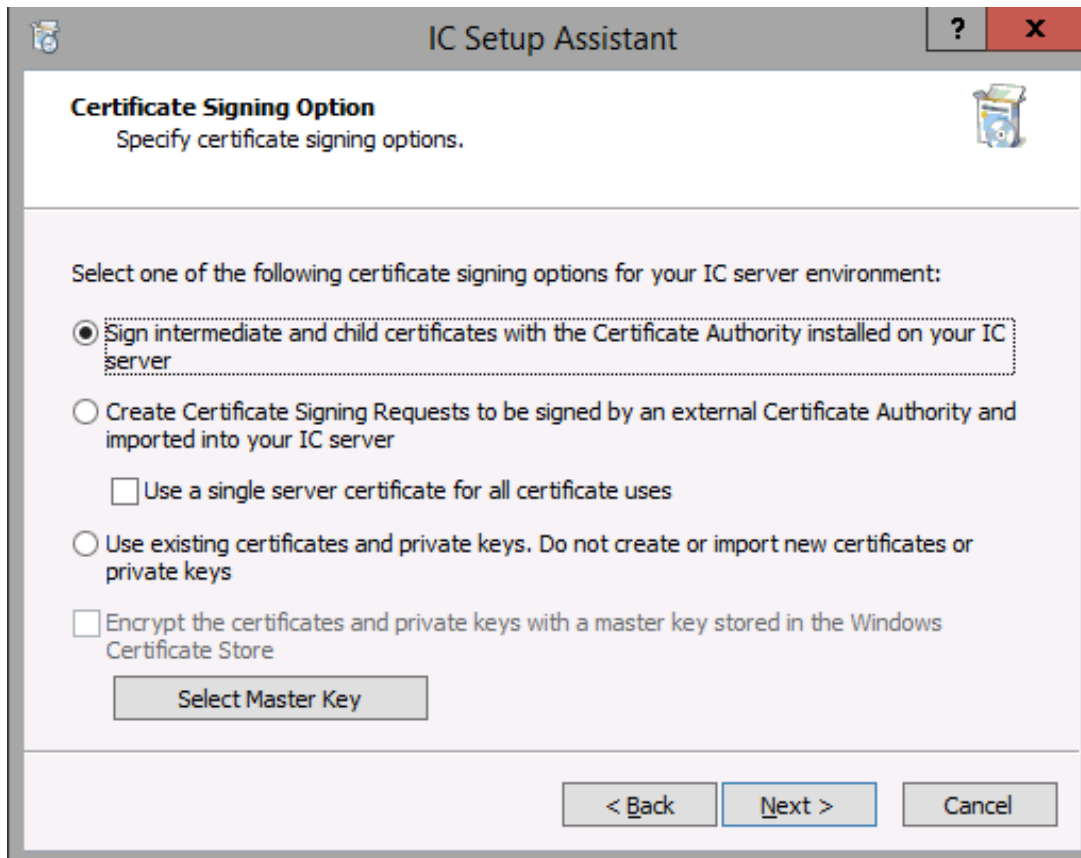 IC Setup Assistant
?
x
Certificate Signing Option
Specify certificate signing options.
Select one of the following certificate signing options for your IC server environment:
Sign intermediate and child certificates with the Certificate Authority installed on your IC
server
Create Certificate Signing Requests to be signed by an external Certificate Authority and
imported into your IC server
Use a single server certificate for all certificate uses
Use existing certificates and private keys. Do not create or import new certificates or
private keys
Encrypt the certificates and private keys with a master key stored in the Windows
Certificate Store
Select Master Key
< Back
Next >
Cancel